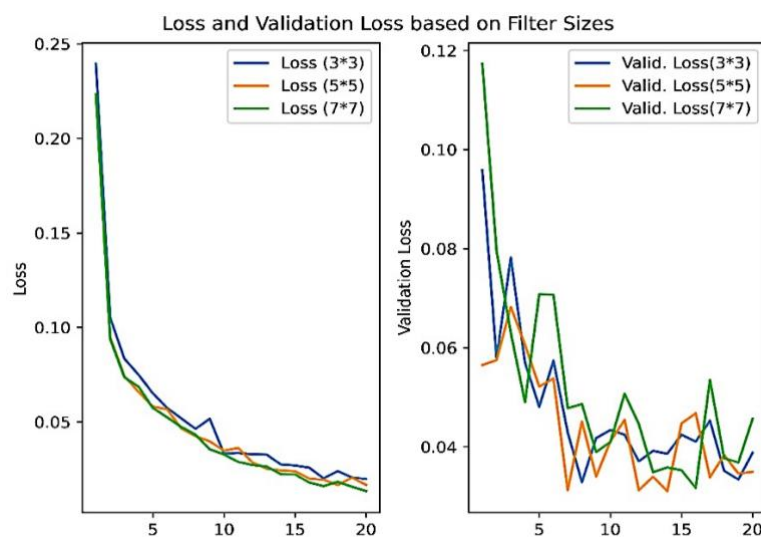 Loss and Validation Loss based on Filter Sizes
0.25
0.20
0.15
0.10
0.05
Loss
Loss (3*3)
Loss (5*5)
Loss (7*7)
5
10
15
20
0.12
0.10
0.08
0.06
0.04
Validation Loss
Valid. Loss(3*3)
Valid. Loss(5*5)
Valid. Loss(7*7)
5
10
15
20